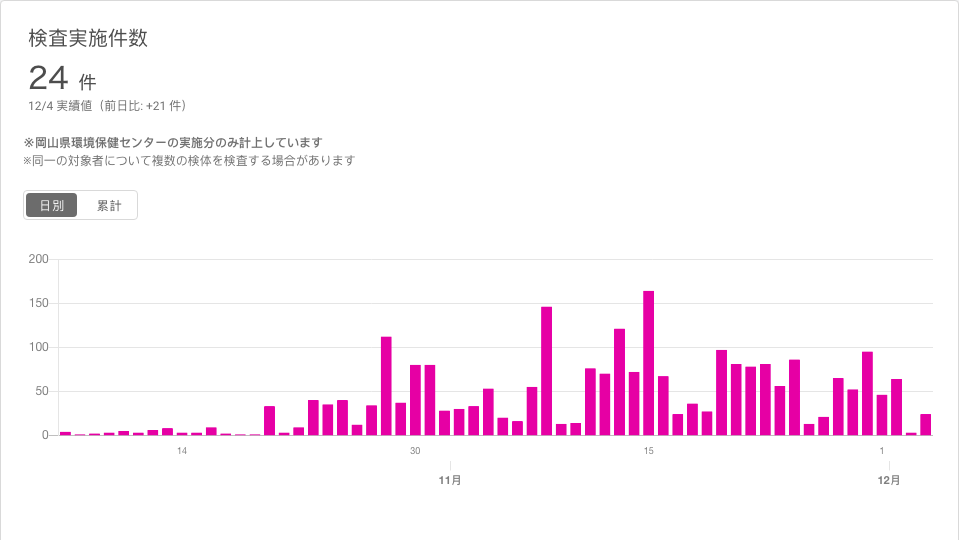 検査実施件数
24 件
12/4 実績値（前日比: +21 件）
※岡山県環境保健センターの実施分のみ計上しています
※同一の対象者について複数の検体を検査する場合があります
日別 累計
200
150
100
50
0
14 30 15 1
11月 12月